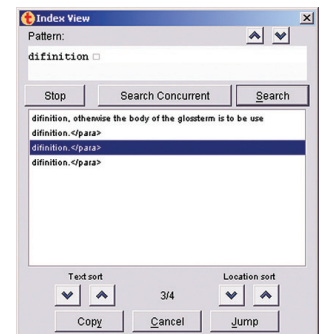 Index View
Pattern:
difinition
Stop Search Concurrent Search
difinition, otherwise the body of the glossterm is to be use
difinition.</para>
difinition.</para>
difinition.</para>
Text sort Location sort
3/4
Copy Cancel Jump